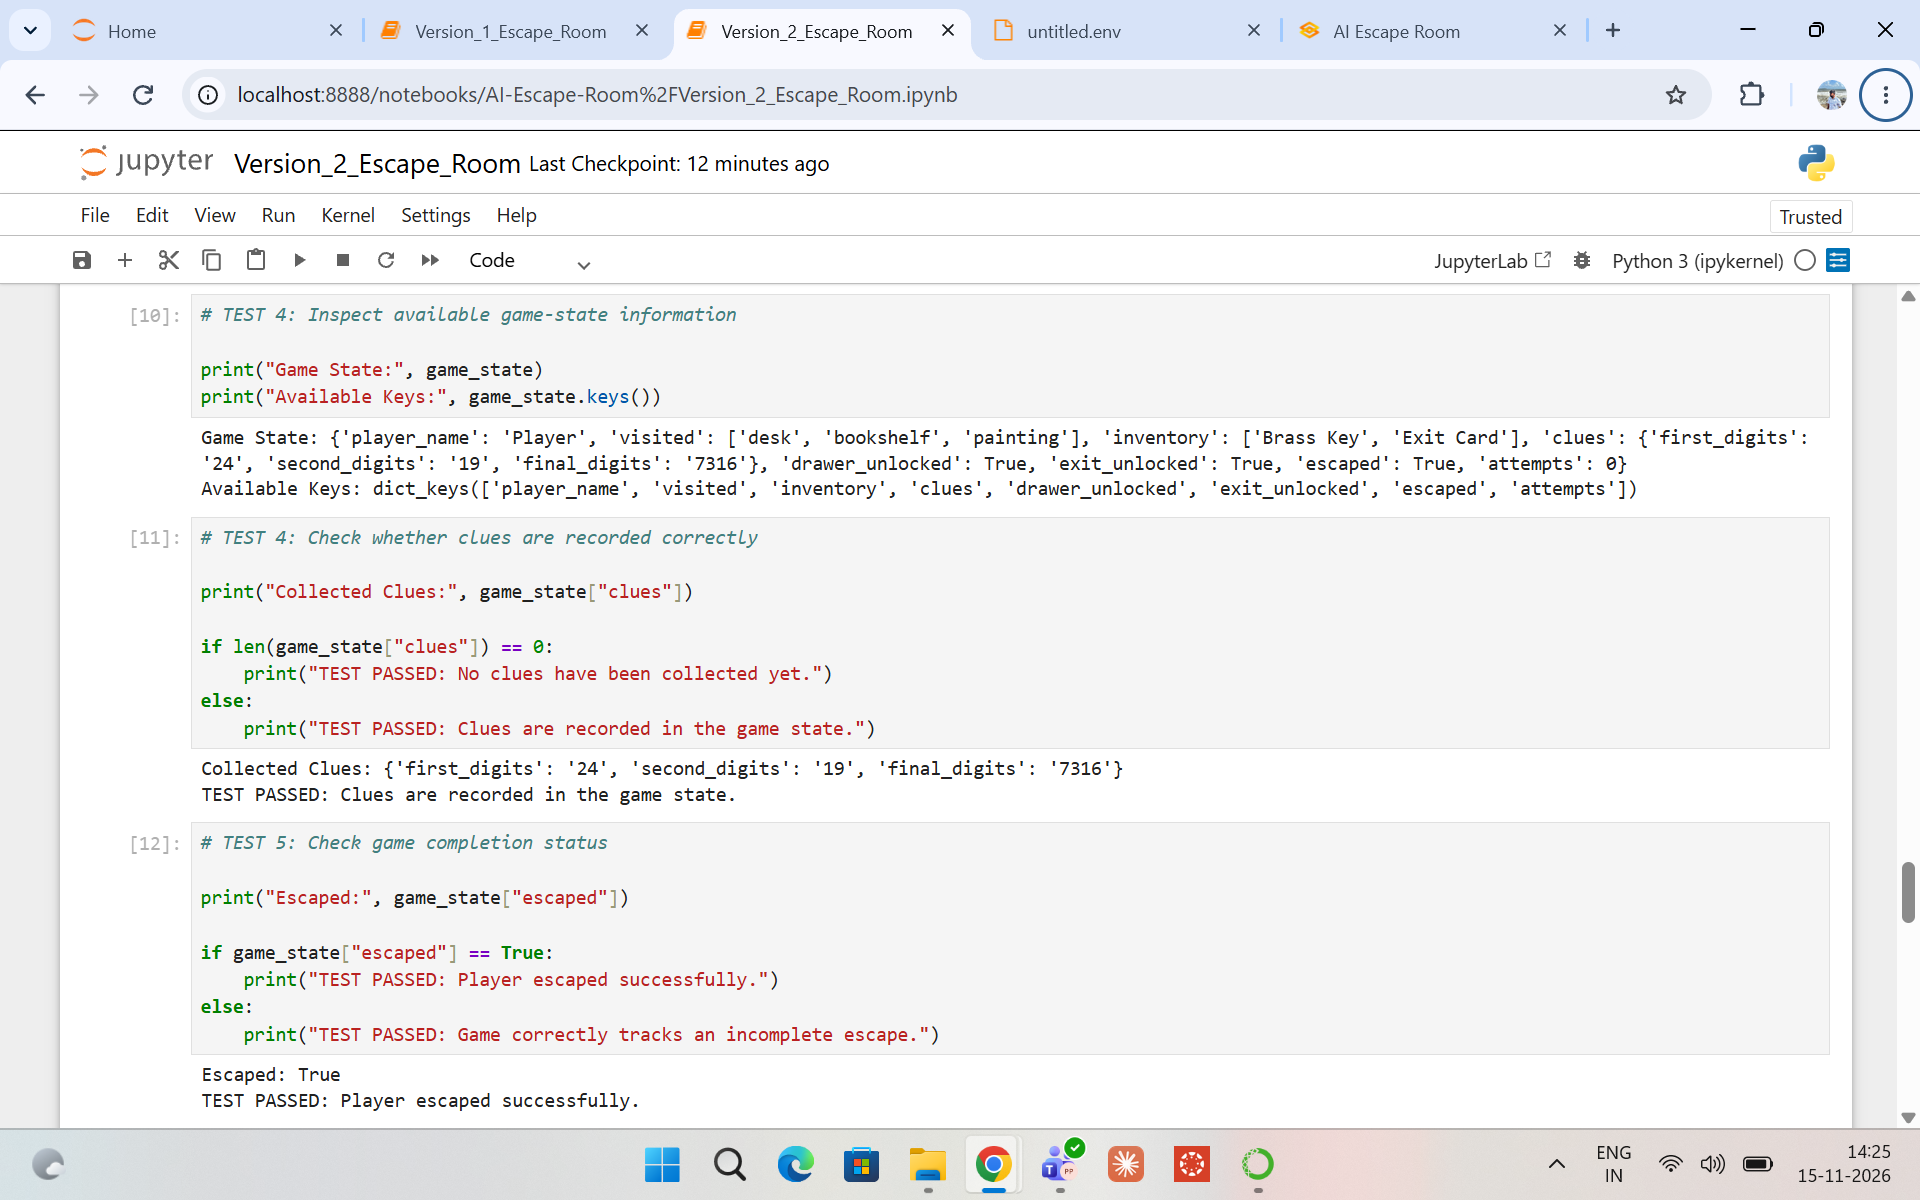 Home
Version_1_Escape_Room
Version_2_Escape_Room
untitled.env
AI Escape Room
localhost:8888/notebooks/AI-Escape-Room%2FVersion_2_Escape_Room.ipynb
jupyter Version_2_Escape_Room Last Checkpoint: 12 minutes ago
File Edit View Run Kernel Settings Help
Trusted
Code
JupyterLab
Python 3 (ipykernel)
[10]:
# TEST 4: Inspect available game-state information
print("Game State:", game_state)
print("Available Keys:", game_state.keys())
Game State: {'player_name': 'Player', 'visited': ['desk', 'bookshelf', 'painting'], 'inventory': ['Brass Key', 'Exit Card'], 'clues': {'first_digits':
'24', 'second_digits': '19', 'final_digits': '7316'}, 'drawer_unlocked': True, 'exit_unlocked': True, 'escaped': True, 'attempts': 0}
Available Keys: dict_keys(['player_name', 'visited', 'inventory', 'clues', 'drawer_unlocked', 'exit_unlocked', 'escaped', 'attempts'])
[11]:
# TEST 4: Check whether clues are recorded correctly
print("Collected Clues:", game_state["clues"])
if len(game_state["clues"]) == 0:
    print("TEST PASSED: No clues have been collected yet.")
else:
    print("TEST PASSED: Clues are recorded in the game state.")
Collected Clues: {'first_digits': '24', 'second_digits': '19', 'final_digits': '7316'}
TEST PASSED: Clues are recorded in the game state.
[12]:
# TEST 5: Check game completion status
print("Escaped:", game_state["escaped"])
if game_state["escaped"] == True:
    print("TEST PASSED: Player escaped successfully.")
else:
    print("TEST PASSED: Game correctly tracks an incomplete escape.")
Escaped: True
TEST PASSED: Player escaped successfully.
T
PP
ENG
IN
14:25
15-11-2026